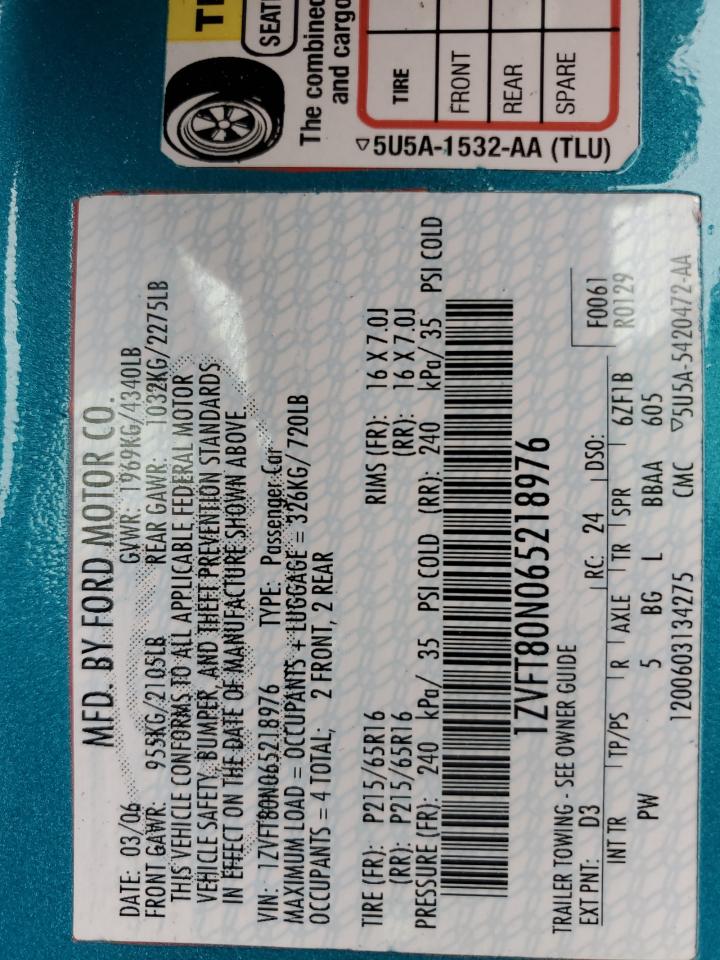 TI
SEATI
The combined
and cargo
TIRE
FRONT
REAR
SPARE
5U5A-1532-AA (TLU)
MFD. BY FORD MOTOR CO.
DATE: 03/06 GVWR: 1969KG/4340LB
FRONT GAWR: 955KG/2105LB REAR GAWR: 1032KG/2275LB
THIS VEHICLE CONFORMS TO ALL APPLICABLE FEDERAL MOTOR
VEHICLE SAFETY, BUMPER, AND THEFT PREVENTION STANDARDS
IN EFFECT ON THE DATE OF MANUFACTURE SHOWN ABOVE.
VIN: 1ZVFT80N065218976 TYPE: Passenger Car
MAXIMUM LOAD = OCCUPANTS + LUGGAGE = 326KG/ 720LB
OCCUPANTS = 4 TOTAL; 2 FRONT, 2 REAR
TIRE (FR): P215/65R16 RIMS (FR): 16 X 7.0J
(RR): P215/65R16 (RR): 16 X 7.0J
PRESSURE (FR): 240 kPa/ 35 PSI COLD (RR): 240 kPa/ 35 PSI COLD
1ZVFT80N065218976
TRAILER TOWING - SEE OWNER GUIDE
EXT PNT: D3 RC: 24 DSO: F0061
INT TR TP/PS R AXLE TR SPR 6ZF1B R0129
PW 5 BG L BBAA 605
1200603134275 CMC 5U5A-5420472-AA